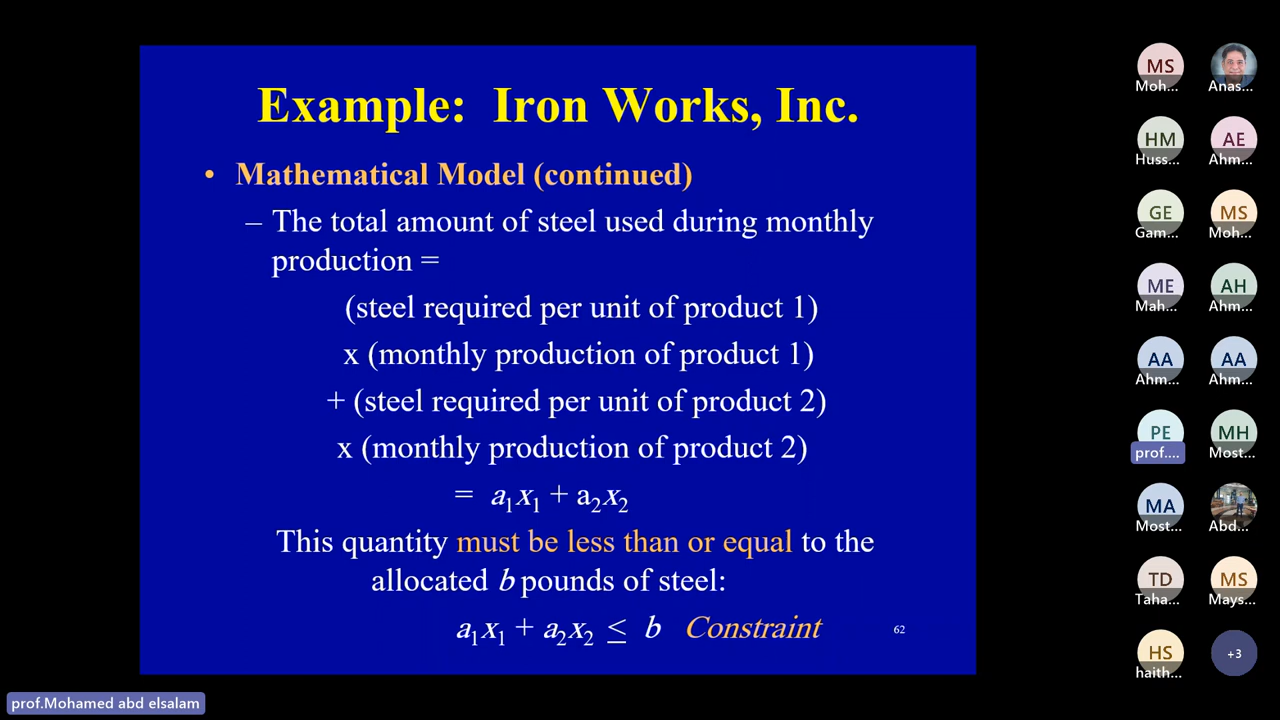 Example: Iron Works, Inc.
• Mathematical Model (continued)
– The total amount of steel used during monthly
production =
(steel required per unit of product 1)
x (monthly production of product 1)
+ (steel required per unit of product 2)
x (monthly production of product 2)
= a₁x₁ + a₂x₂
This quantity must be less than or equal to the
allocated b pounds of steel:
a₁x₁ + a₂x₂ ≤ b Constraint
62
MS
Moh...
Anas...
HM
Huss...
AE
Ahm...
GE
Gam...
MS
Moh...
ME
Mah...
AH
Ahm...
AA
Ahm...
AA
Ahm...
PE
prof....
MH
Most...
MA
Most...
Abd...
TD
Taha...
MS
Mays...
HS
haith...
+3
prof.Mohamed abd elsalam